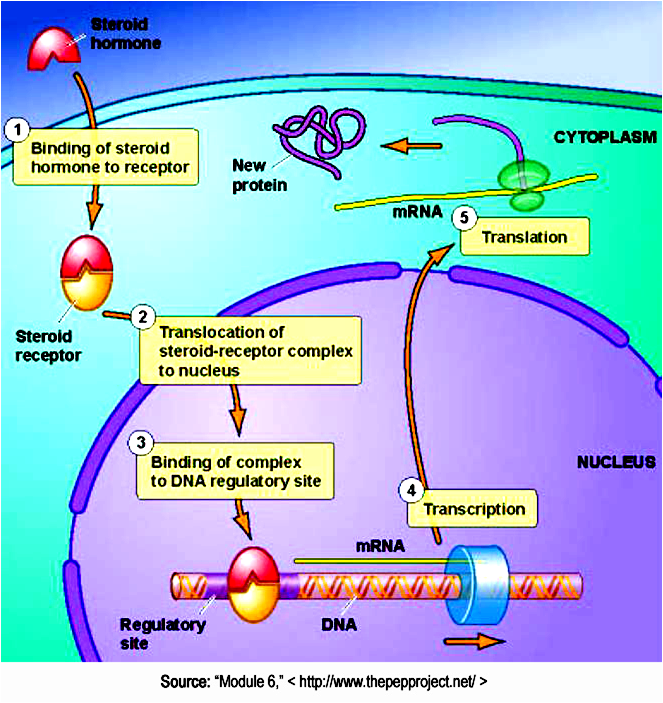 Steroid
hormone
1
Binding of steroid
hormone to receptor
Steroid
receptor
2
Translocation of
steroid-receptor complex
to nucleus
3
Binding of complex
to DNA regulatory site
Regulatory
site
DNA
mRNA
4
Transcription
NUCLEUS
5
Translation
mRNA
New
protein
CYTOPLASM
Source: “Module 6,” < http://www.thepepproject.net/ >